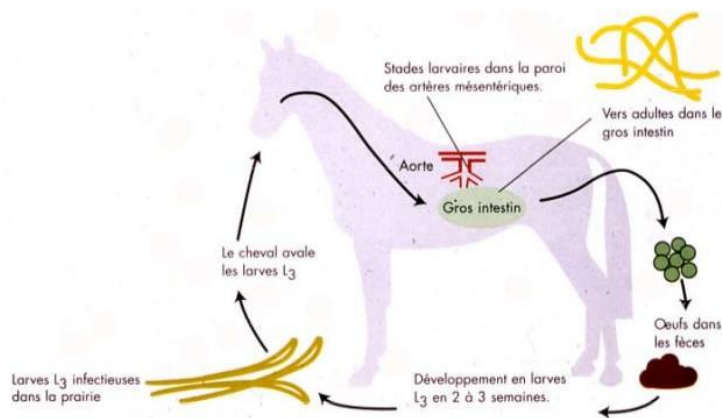 Stades larvaires dans la paroi
des artères mésentériques.
Vers adultes dans le
gros intestin
Aorte
Gros intestin
Le cheval avale
les larves L3
Œufs dans
les fèces
Larves L3 infectieuses
dans la prairie
Développement en larves
L3 en 2 à 3 semaines.